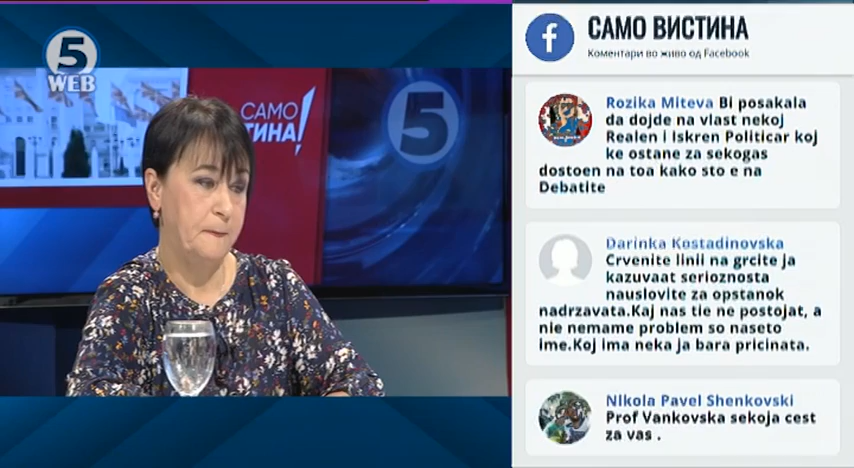 5
WEB
САМО
ТИНА!
5
f
САМО ВИСТИНА
Коментари во живо од Facebook
Rozika Miteva Bi posakala
da dojde na vlast nekoj
Realen i Iskren Politicar koj
ke ostane za sekogas
dostoen na toa kako sto e na
Debatite
Darinka Kostadinovska
Crvenite linii na grcite ja
kazuvaat serioznosta
nauslovite za opstanok
nadrzavata.Kaj nas tie ne postojat, a
nie nemame problem so naseto
ime.Koj ima neka ja bara pricinata.
NIkola Pavel Shenkovski
Prof Vankovska sekoja cest
za vas .